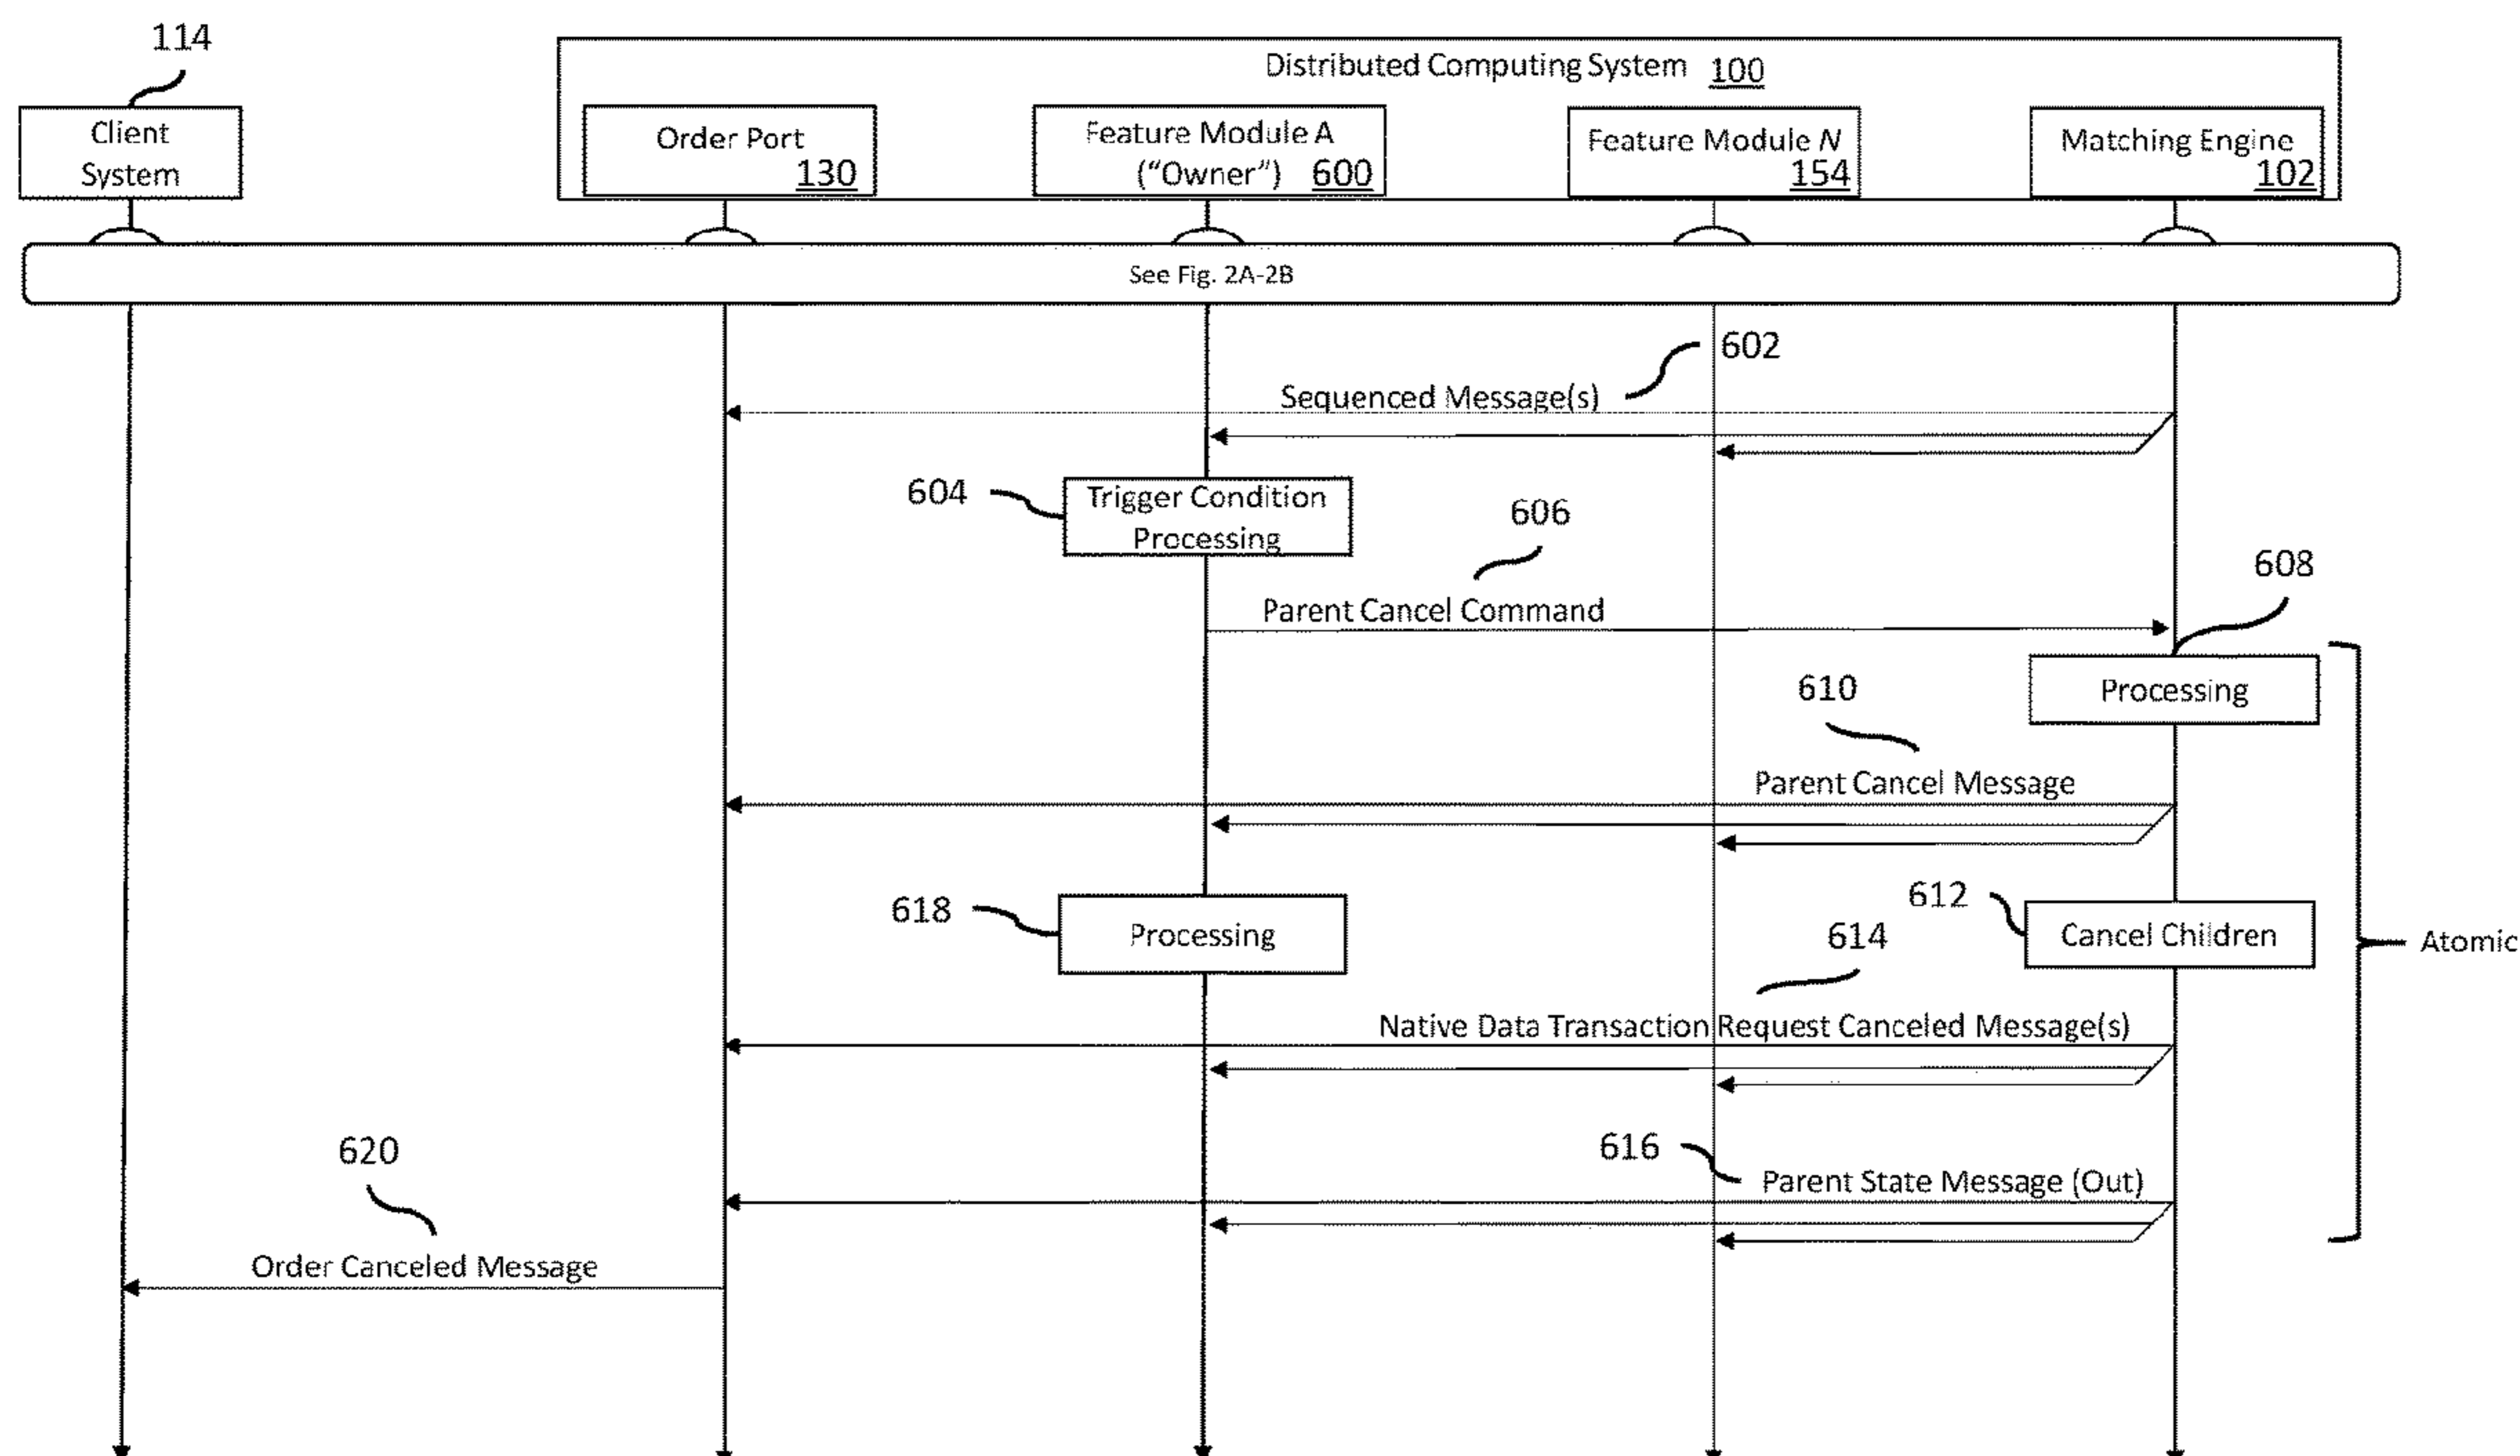 114
Distributed Computing System 100
Client
System
Order Port
130
Feature Module A
("Owner") 600
Feature Module N
154
Matching Engine
102
See Fig. 2A-2B
602
Sequenced Message(s)
604
Trigger Condition
Processing
606
Parent Cancel Command
608
Processing
610
Parent Cancel Message
618
Processing
612
Cancel Children
Atomic
614
Native Data Transaction Request Canceled Message(s)
616
Parent State Message (Out)
620
Order Canceled Message